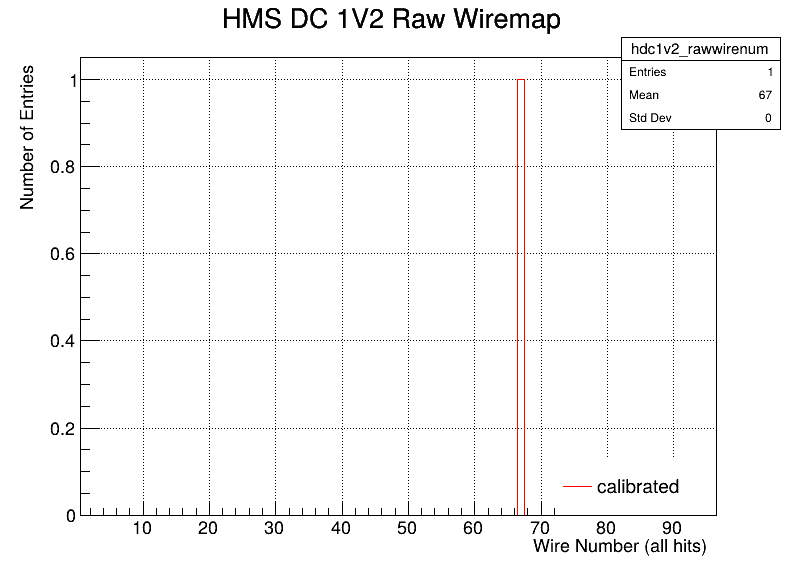 HMS DC 1V2 Raw Wiremap
hdc1v2_rawwirenum
Entries 1
Mean 67
Std Dev 0
Number of Entries
1
0.8
0.6
0.4
0.2
0
calibrated
10 20 30 40 50 60 70 80 90
Wire Number (all hits)